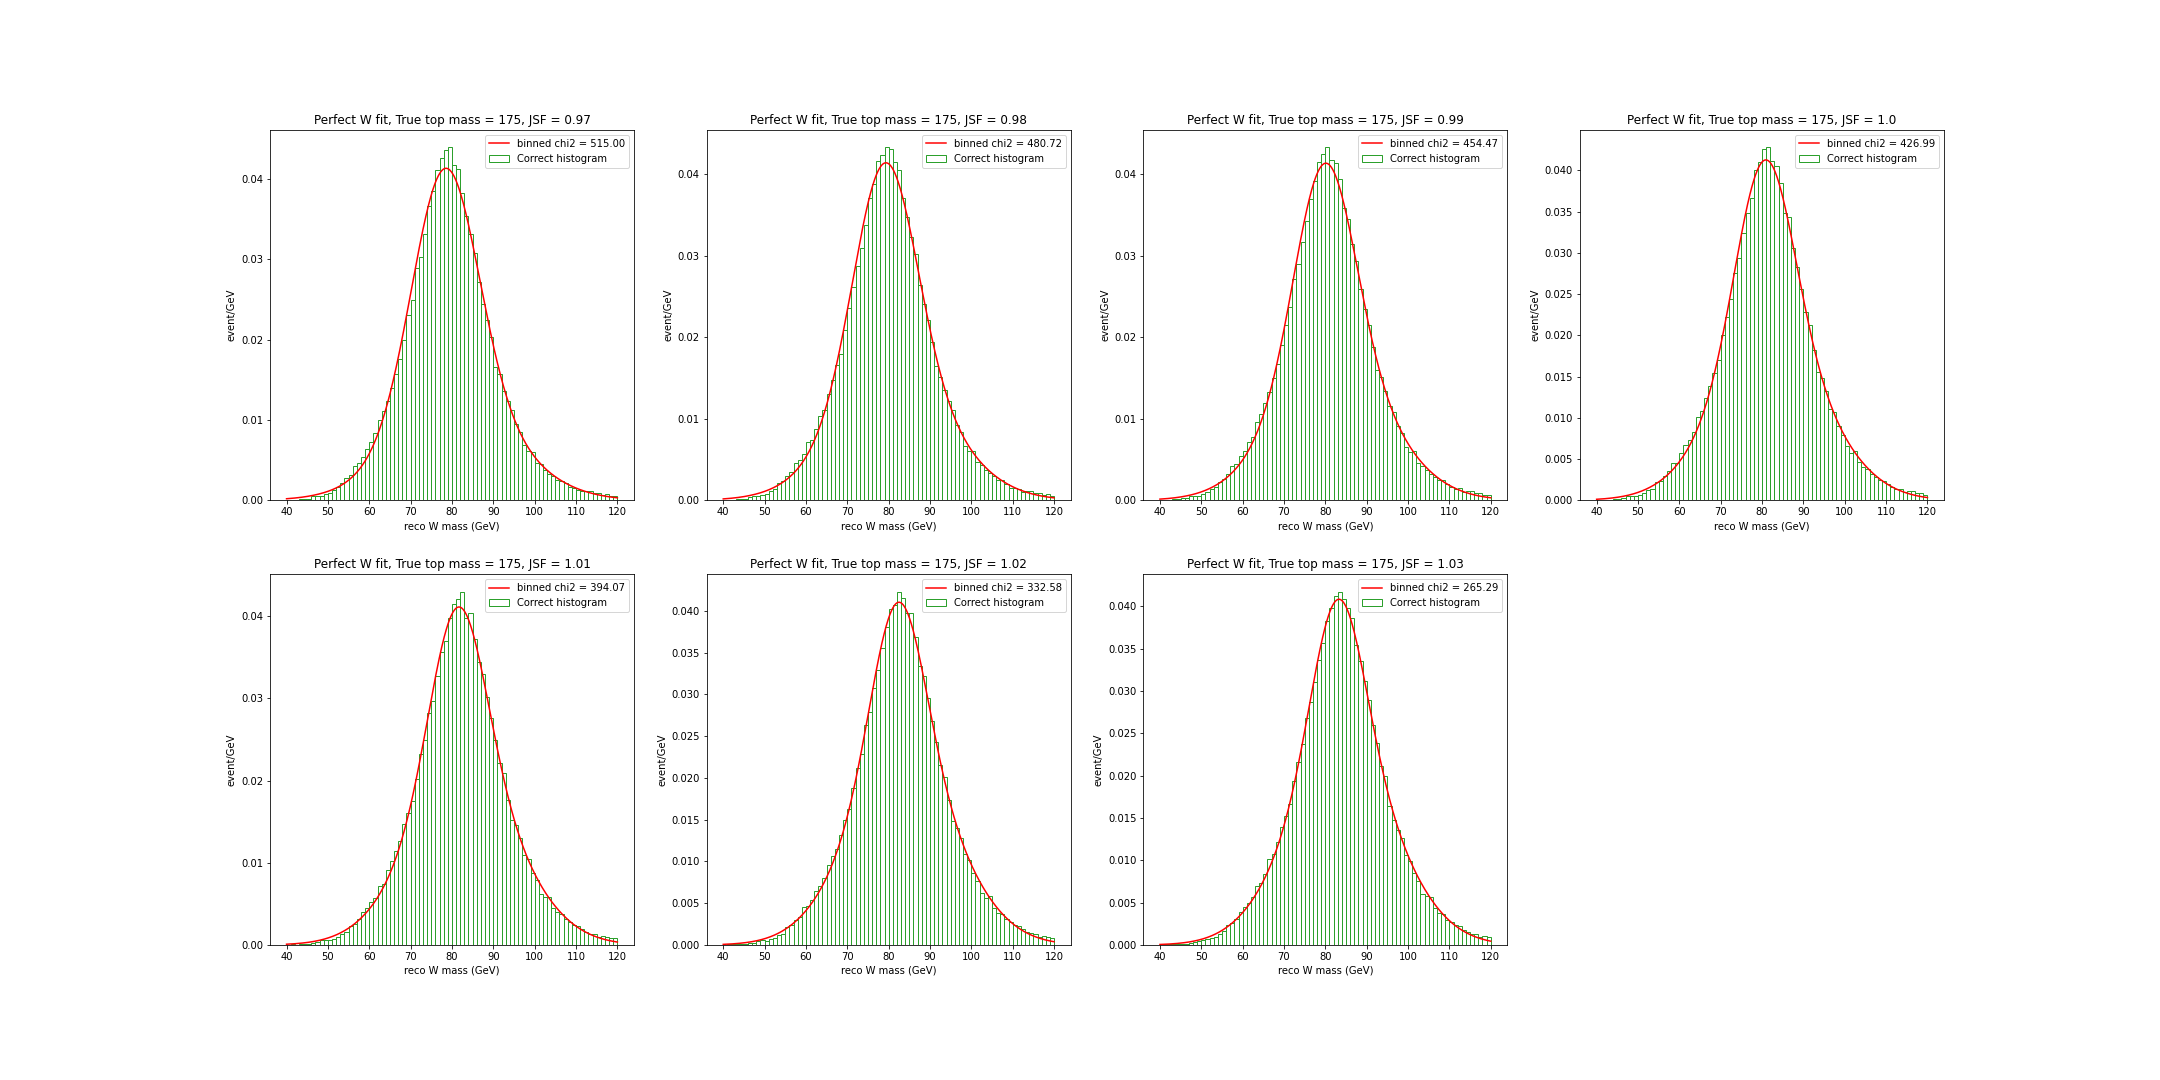 Perfect W fit, True top mass = 175, JSF = 0.97
binned chi2 = 515.00
Correct histogram
event/GeV
0.04
0.03
0.02
0.01
0.00
40 50 60 70 80 90 100 110 120
reco W mass (GeV)
Perfect W fit, True top mass = 175, JSF = 0.98
binned chi2 = 480.72
Correct histogram
event/GeV
0.04
0.03
0.02
0.01
0.00
40 50 60 70 80 90 100 110 120
reco W mass (GeV)
Perfect W fit, True top mass = 175, JSF = 0.99
binned chi2 = 454.47
Correct histogram
event/GeV
0.04
0.03
0.02
0.01
0.00
40 50 60 70 80 90 100 110 120
reco W mass (GeV)
Perfect W fit, True top mass = 175, JSF = 1.0
binned chi2 = 426.99
Correct histogram
event/GeV
0.040
0.035
0.030
0.025
0.020
0.015
0.010
0.005
0.000
40 50 60 70 80 90 100 110 120
reco W mass (GeV)
Perfect W fit, True top mass = 175, JSF = 1.01
binned chi2 = 394.07
Correct histogram
event/GeV
0.04
0.03
0.02
0.01
0.00
40 50 60 70 80 90 100 110 120
reco W mass (GeV)
Perfect W fit, True top mass = 175, JSF = 1.02
binned chi2 = 332.58
Correct histogram
event/GeV
0.040
0.035
0.030
0.025
0.020
0.015
0.010
0.005
0.000
40 50 60 70 80 90 100 110 120
reco W mass (GeV)
Perfect W fit, True top mass = 175, JSF = 1.03
binned chi2 = 265.29
Correct histogram
event/GeV
0.040
0.035
0.030
0.025
0.020
0.015
0.010
0.005
0.000
40 50 60 70 80 90 100 110 120
reco W mass (GeV)